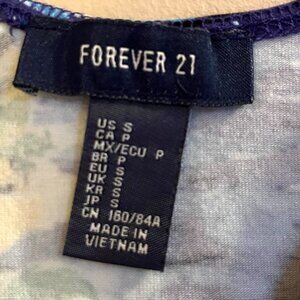 FOREVER 21
US S
CA P
MX/ECU P
BR P
EU S
UK S
KR S
JP S
CN 160/84A
MADE IN
VIETNAM